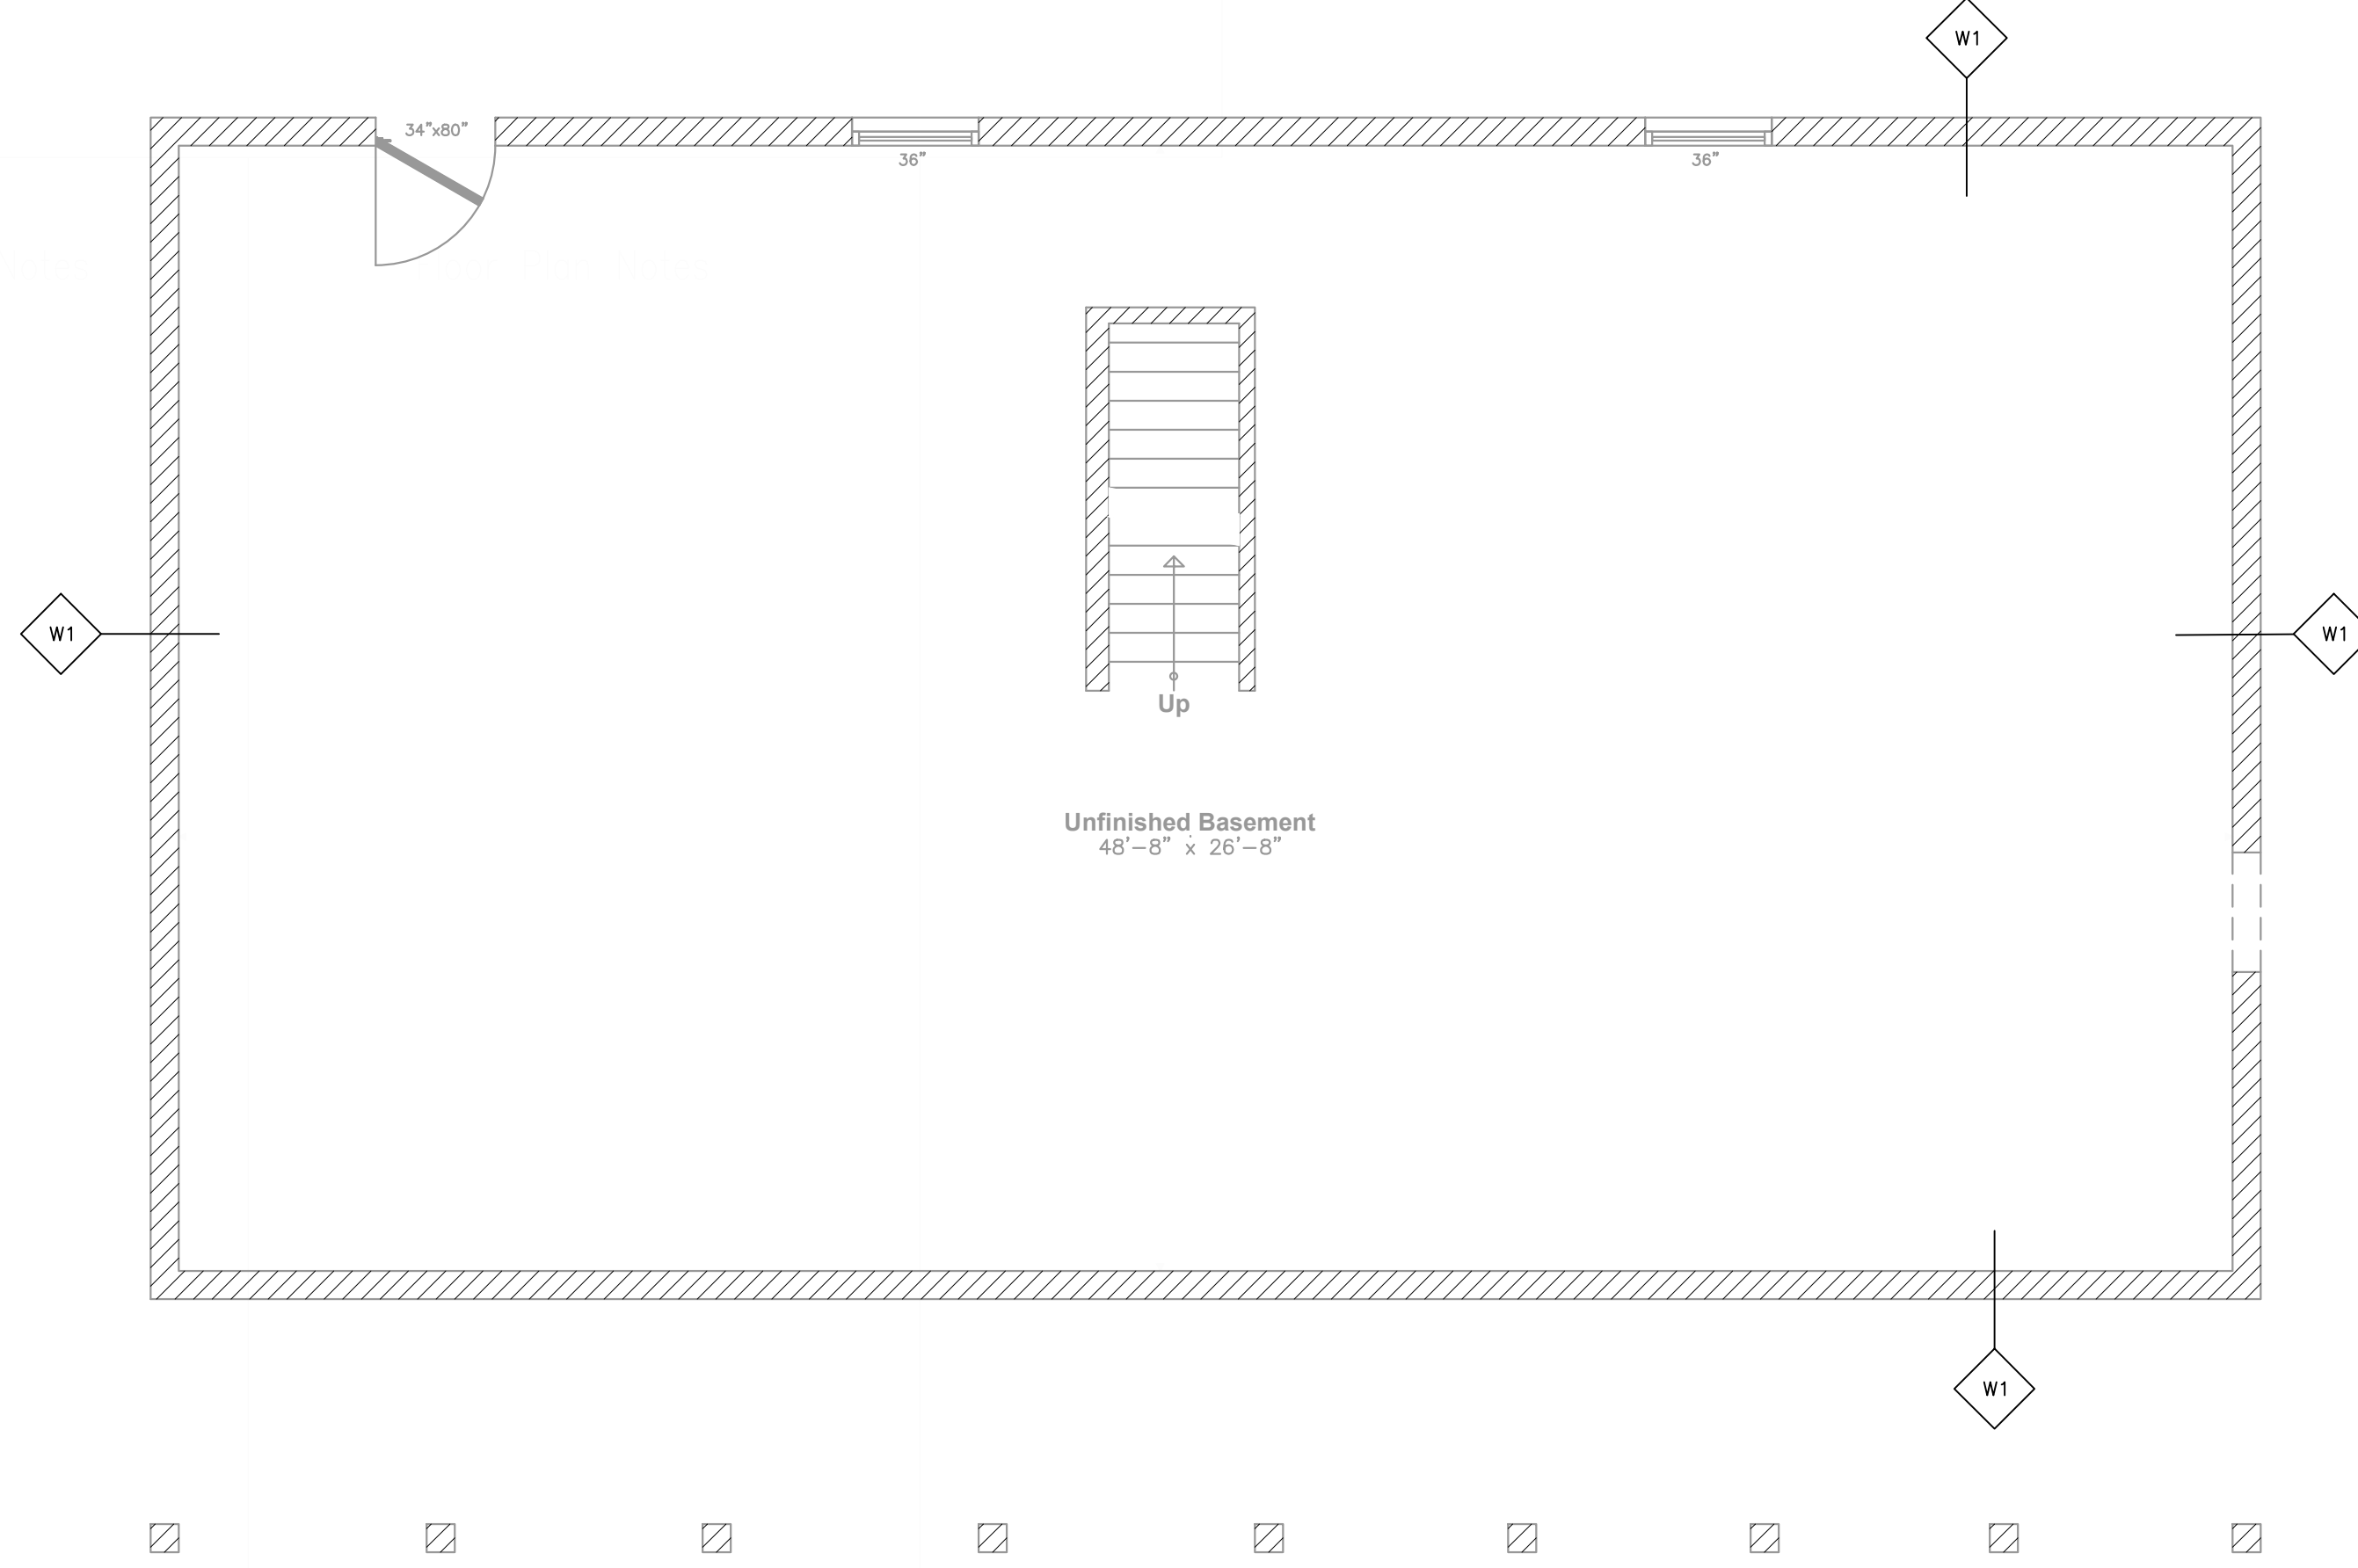 W1
34”x80”
36”
36”
W1
W1
Up
Unfinished Basement
48’–8” x 26’–8”
W1